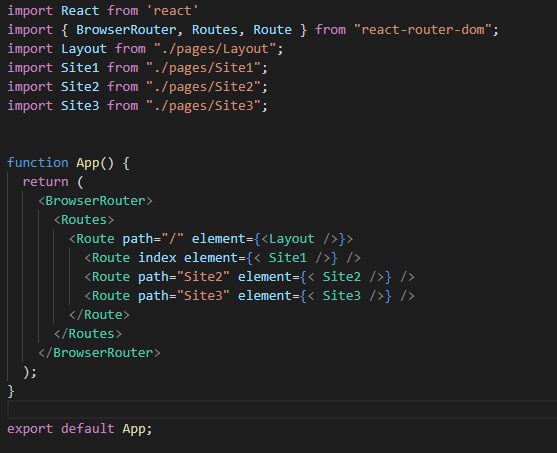 import React from 'react'
import { BrowserRouter, Routes, Route } from "react-router-dom";
import Layout from "./pages/Layout";
import Site1 from "./pages/Site1";
import Site2 from "./pages/Site2";
import Site3 from "./pages/Site3";
function App() {
  return (
    <BrowserRouter>
      <Routes>
        <Route path="/" element={<Layout />}>
          <Route index element={< Site1 />} />
          <Route path="Site2" element={< Site2 />} />
          <Route path="Site3" element={< Site3 />} />
        </Route>
      </Routes>
    </BrowserRouter>
  );
}
export default App;